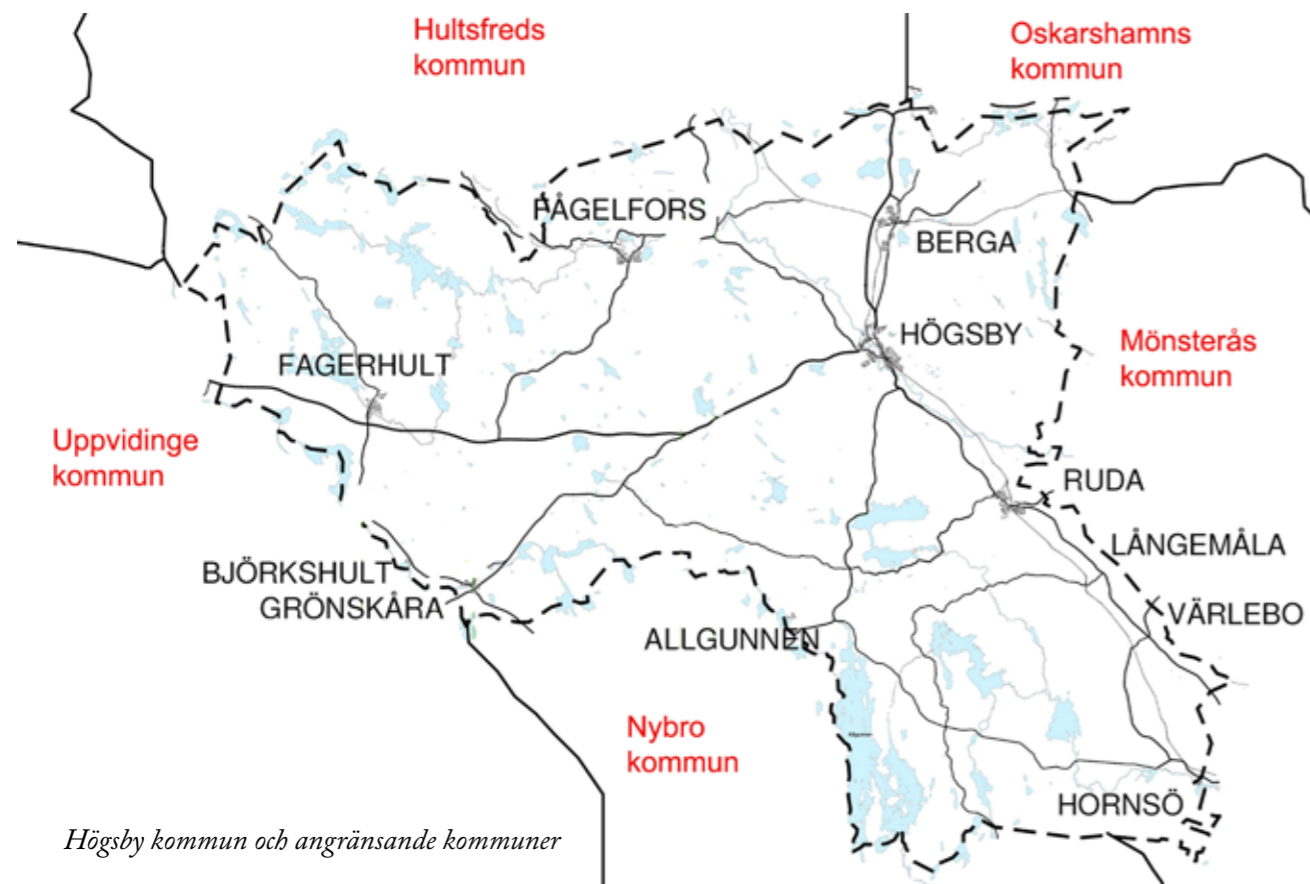 Hultsfreds
kommun
Oskarshamns
kommun
FÅGELFORS
BERGA
HÖGSBY
Mönsterås
kommun
FAGERHULT
Uppvidinge
kommun
RUDA
LÅNGEMÅLA
BJÖRKSHULT
GRÖNSKÅRA
VÄRLEBO
ALLGUNNEN
Nybro
kommun
HORNSÖ
Högsby kommun och angränsande kommuner